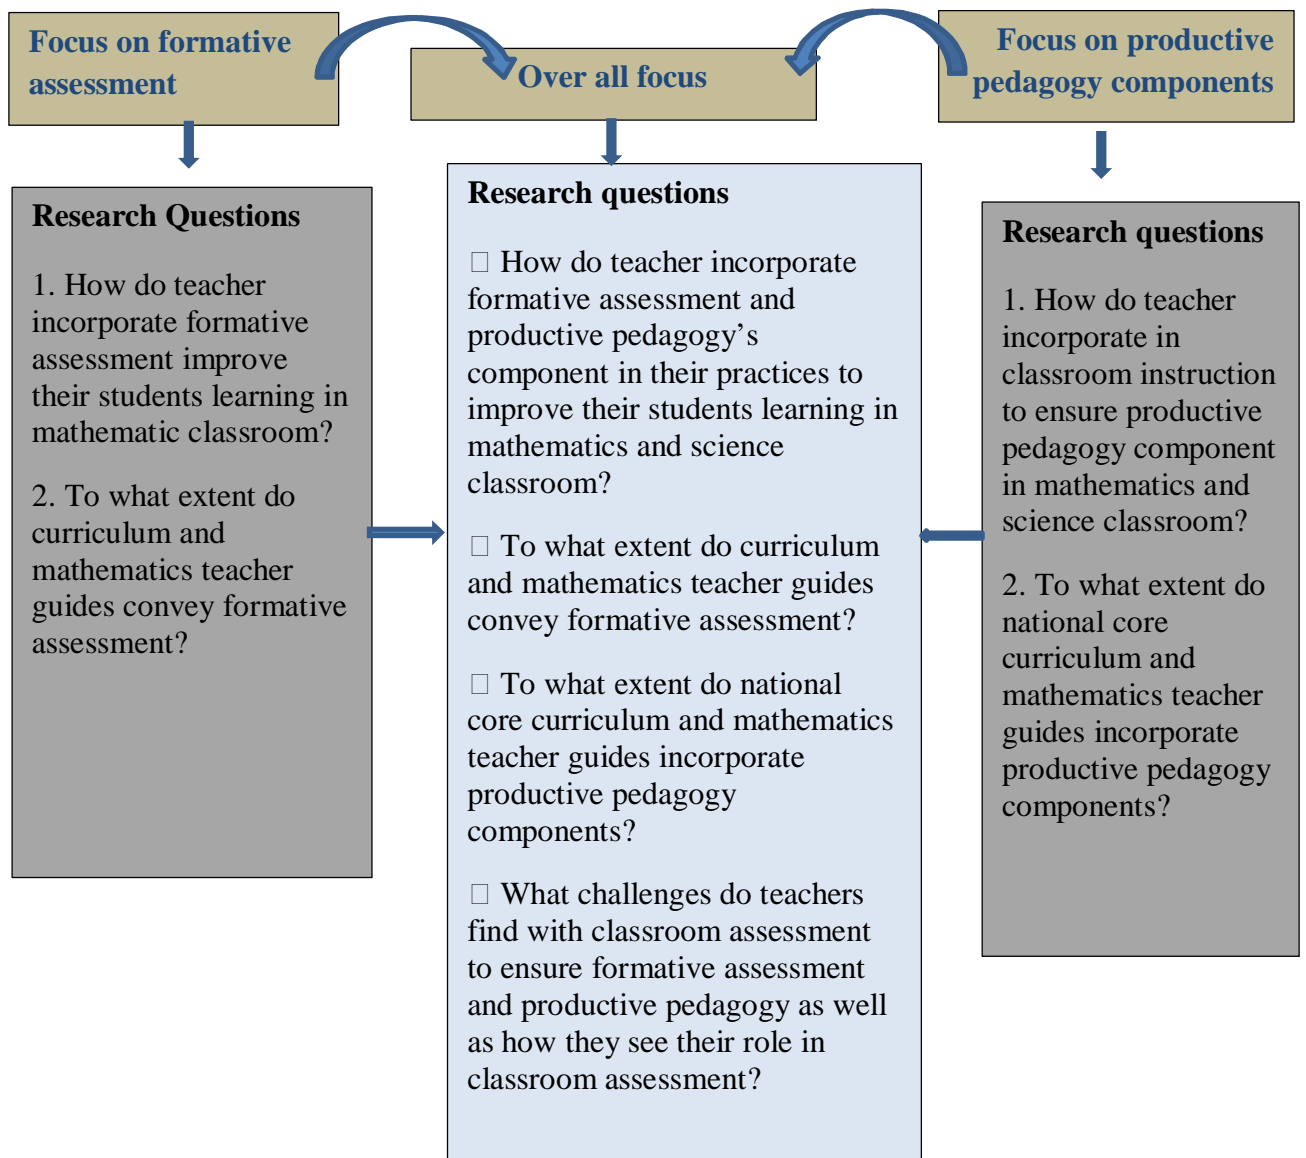 Focus on formative
assessment
Over all focus
Focus on productive
pedagogy components
Research Questions
1. How do teacher
incorporate formative
assessment improve
their students learning in
mathematic classroom?
2. To what extent do
curriculum and
mathematics teacher
guides convey formative
assessment?
Research questions
□ How do teacher incorporate
formative assessment and
productive pedagogy’s
component in their practices to
improve their students learning in
mathematics and science
classroom?
□ To what extent do curriculum
and mathematics teacher guides
convey formative assessment?
□ To what extent do national
core curriculum and mathematics
teacher guides incorporate
productive pedagogy
components?
□ What challenges do teachers
find with classroom assessment
to ensure formative assessment
and productive pedagogy as well
as how they see their role in
classroom assessment?
Research questions
1. How do teacher
incorporate in
classroom instruction
to ensure productive
pedagogy component
in mathematics and
science classroom?
2. To what extent do
national core
curriculum and
mathematics teacher
guides incorporate
productive pedagogy
components?